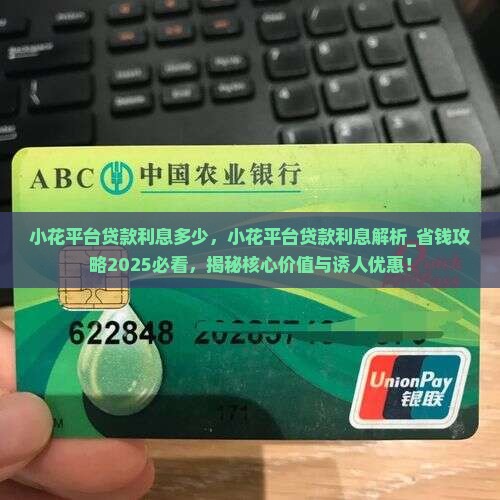 ABC 中国农业银行
小花平台贷款利息多少，小花平台贷款利息解析_省钱攻
略2025必看，揭秘核心价值与诱人优惠！
622848
171
UnionPay
银联